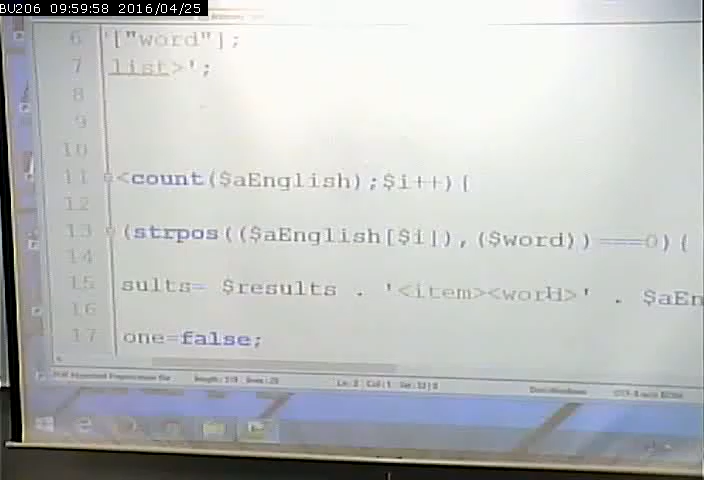 BU206 09:59:58 2016/04/25
6 '["word"];
7 list>';
8
9
10
11 <count($aEnglish);$i++){
12
13 (strpos(($aEnglish[$i]),($word))===0){
14
15 sults= $results . '<item><word>' . $aEn
16
17 one=false;